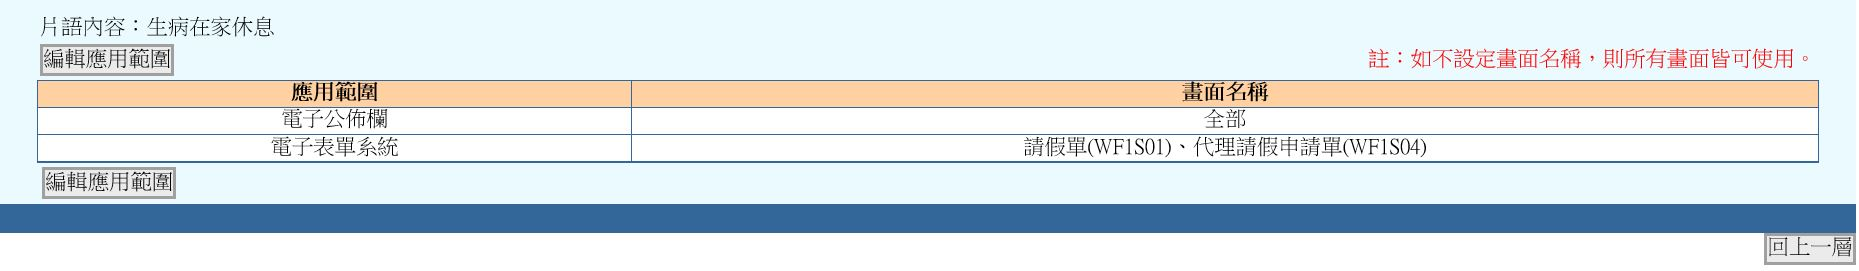 片語內容：生病在家休息
編輯應用範圍
註：如不設定畫面名稱，則所有畫面皆可使用。
應用範圍 畫面名稱
電子公佈欄 全部
電子表單系統 請假單(WF1S01)、代理請假申請單(WF1S04)
編輯應用範圍
回上一層